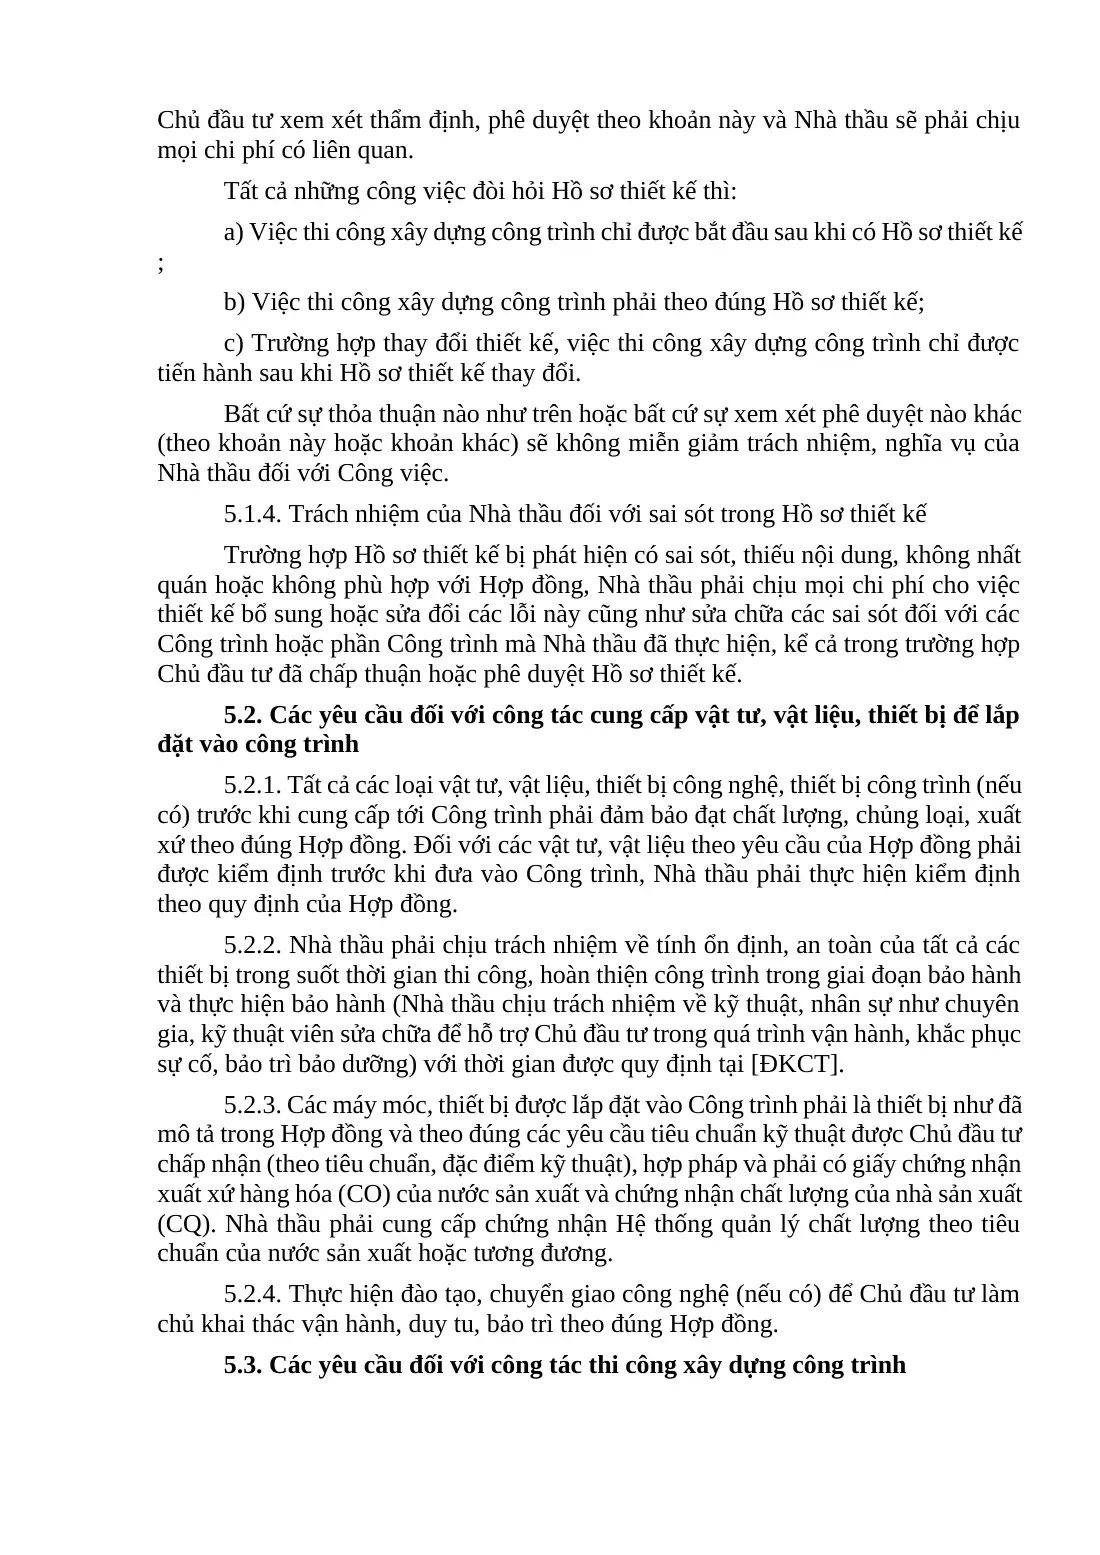 Chủ đầu tư xem xét thẩm định, phê duyệt theo khoản này và Nhà thầu sẽ phải chịu
mọi chi phí có liên quan.
Tất cả những công việc đòi hỏi Hồ sơ thiết kế thì:
a) Việc thi công xây dựng công trình chỉ được bắt đầu sau khi có Hồ sơ thiết kế
;
b) Việc thi công xây dựng công trình phải theo đúng Hồ sơ thiết kế;
c) Trường hợp thay đổi thiết kế, việc thi công xây dựng công trình chỉ được
tiến hành sau khi Hồ sơ thiết kế thay đổi.
Bất cứ sự thỏa thuận nào như trên hoặc bất cứ sự xem xét phê duyệt nào khác
(theo khoản này hoặc khoản khác) sẽ không miễn giảm trách nhiệm, nghĩa vụ của
Nhà thầu đối với Công việc.
5.1.4. Trách nhiệm của Nhà thầu đối với sai sót trong Hồ sơ thiết kế
Trường hợp Hồ sơ thiết kế bị phát hiện có sai sót, thiếu nội dung, không nhất
quán hoặc không phù hợp với Hợp đồng, Nhà thầu phải chịu mọi chi phí cho việc
thiết kế bổ sung hoặc sửa đổi các lỗi này cũng như sửa chữa các sai sót đối với các
Công trình hoặc phần Công trình mà Nhà thầu đã thực hiện, kể cả trong trường hợp
Chủ đầu tư đã chấp thuận hoặc phê duyệt Hồ sơ thiết kế.
5.2. Các yêu cầu đối với công tác cung cấp vật tư, vật liệu, thiết bị để lắp
đặt vào công trình
5.2.1. Tất cả các loại vật tư, vật liệu, thiết bị công nghệ, thiết bị công trình (nếu
có) trước khi cung cấp tới Công trình phải đảm bảo đạt chất lượng, chủng loại, xuất
xứ theo đúng Hợp đồng. Đối với các vật tư, vật liệu theo yêu cầu của Hợp đồng phải
được kiểm định trước khi đưa vào Công trình, Nhà thầu phải thực hiện kiểm định
theo quy định của Hợp đồng.
5.2.2. Nhà thầu phải chịu trách nhiệm về tính ổn định, an toàn của tất cả các
thiết bị trong suốt thời gian thi công, hoàn thiện công trình trong giai đoạn bảo hành
và thực hiện bảo hành (Nhà thầu chịu trách nhiệm về kỹ thuật, nhân sự như chuyên
gia, kỹ thuật viên sửa chữa để hỗ trợ Chủ đầu tư trong quá trình vận hành, khắc phục
sự cố, bảo trì bảo dưỡng) với thời gian được quy định tại [ĐKCT].
5.2.3. Các máy móc, thiết bị được lắp đặt vào Công trình phải là thiết bị như đã
mô tả trong Hợp đồng và theo đúng các yêu cầu tiêu chuẩn kỹ thuật được Chủ đầu tư
chấp nhận (theo tiêu chuẩn, đặc điểm kỹ thuật), hợp pháp và phải có giấy chứng nhận
xuất xứ hàng hóa (CO) của nước sản xuất và chứng nhận chất lượng của nhà sản xuất
(CQ). Nhà thầu phải cung cấp chứng nhận Hệ thống quản lý chất lượng theo tiêu
chuẩn của nước sản xuất hoặc tương đương.
5.2.4. Thực hiện đào tạo, chuyển giao công nghệ (nếu có) để Chủ đầu tư làm
chủ khai thác vận hành, duy tu, bảo trì theo đúng Hợp đồng.
5.3. Các yêu cầu đối với công tác thi công xây dựng công trình